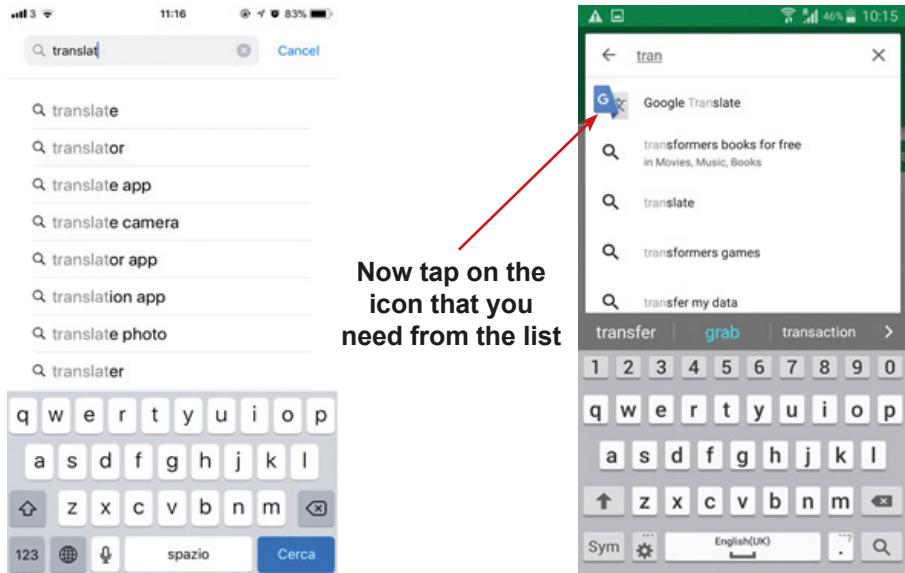 3 11:16 83%
translat Cancel
translate
translator
translate app
translate camera
translator app
translation app
translate photo
translater
q w e r t y u i o p
a s d f g h j k l
z x c v b n m
123 spazio Cerca
Now tap on the
icon that you
need from the list
46% 10:15
tran
G 文 Google Translate
transformers books for free
in Movies, Music, Books
translate
transformers games
transfer my data
transfer grab transaction
1 2 3 4 5 6 7 8 9 0
q w e r t y u i o p
a s d f g h j k l
z x c v b n m
Sym English(UK) ...? .